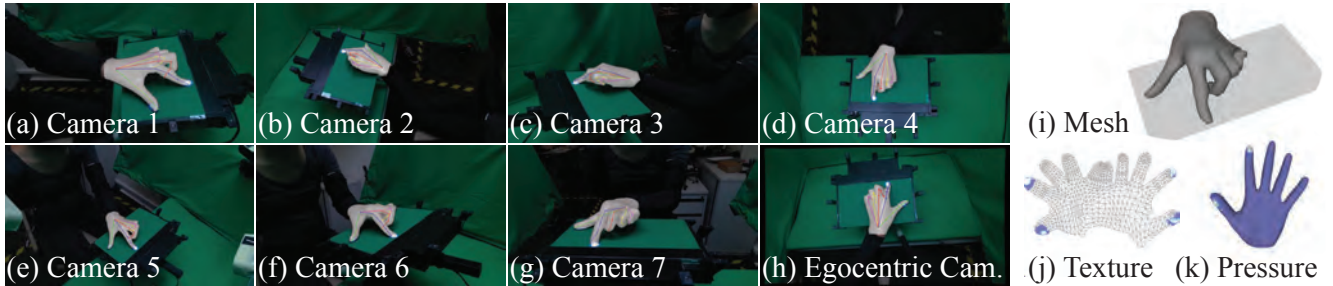 (a) Camera 1
(b) Camera 2
(c) Camera 3
(d) Camera 4
(i) Mesh
(e) Camera 5
(f) Camera 6
(g) Camera 7
(h) Egocentric Cam.
(j) Texture
(k) Pressure